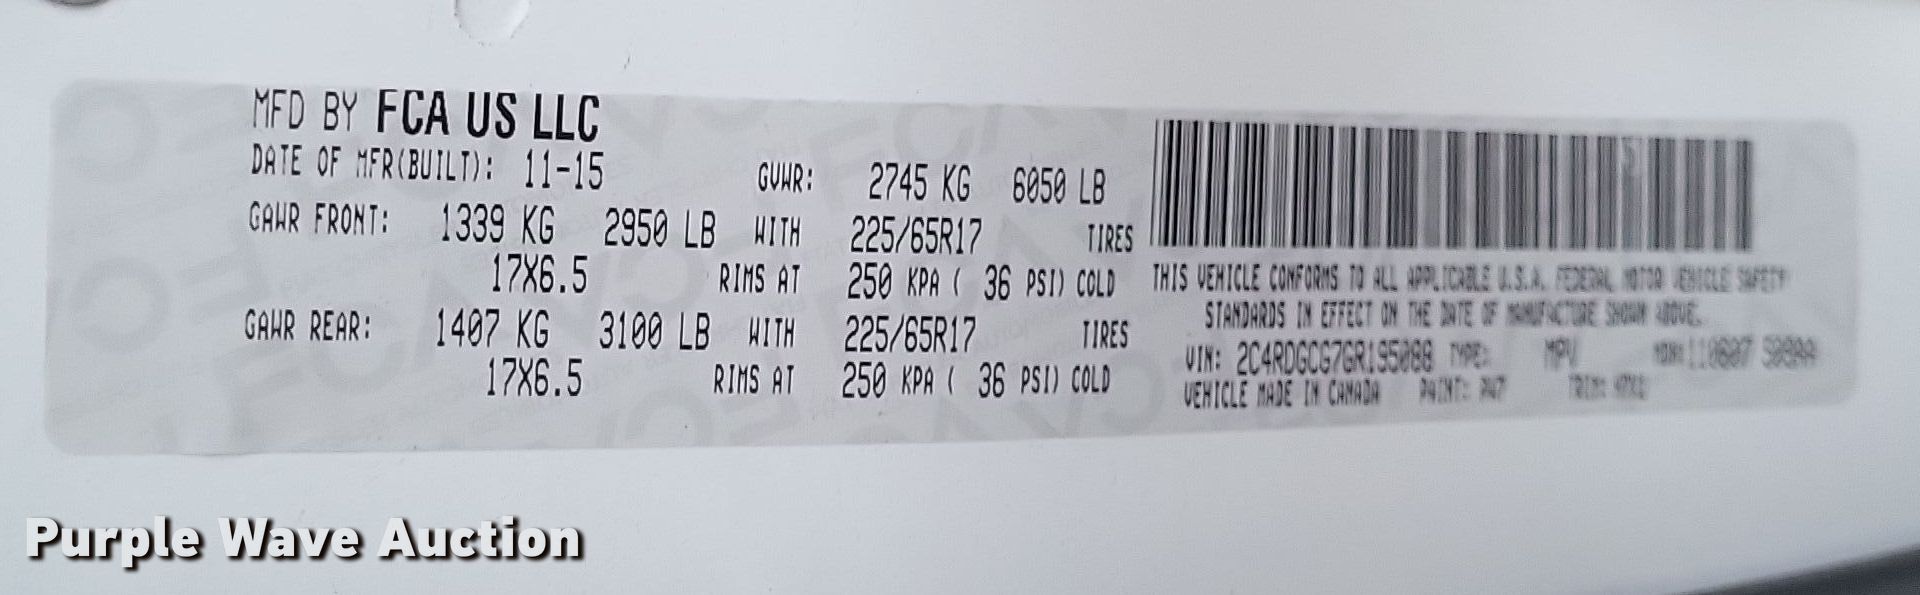 MFD BY FCA US LLC
DATE OF MFR(BUILT): 11-15 GVWR: 2745 KG 6050 LB
GAWR FRONT: 1339 KG 2950 LB WITH 225/65R17 TIRES
17X6.5 RIMS AT 250 KPA ( 36 PSI) COLD
GAWR REAR: 1407 KG 3100 LB WITH 225/65R17 TIRES
17X6.5 RIMS AT 250 KPA ( 36 PSI) COLD
THIS VEHICLE CONFORMS TO ALL APPLICABLE U.S.A. FEDERAL MOTOR VEHICLE SAFETY
STANDARDS IN EFFECT ON THE DATE OF MANUFACTURE SHOWN ABOVE.
VIN: 2C4RDGCG7GR195088 TYPE: MPV MDH:
VEHICLE MADE IN CANADA PAINT: PW7 TRIM:
Purple Wave Auction